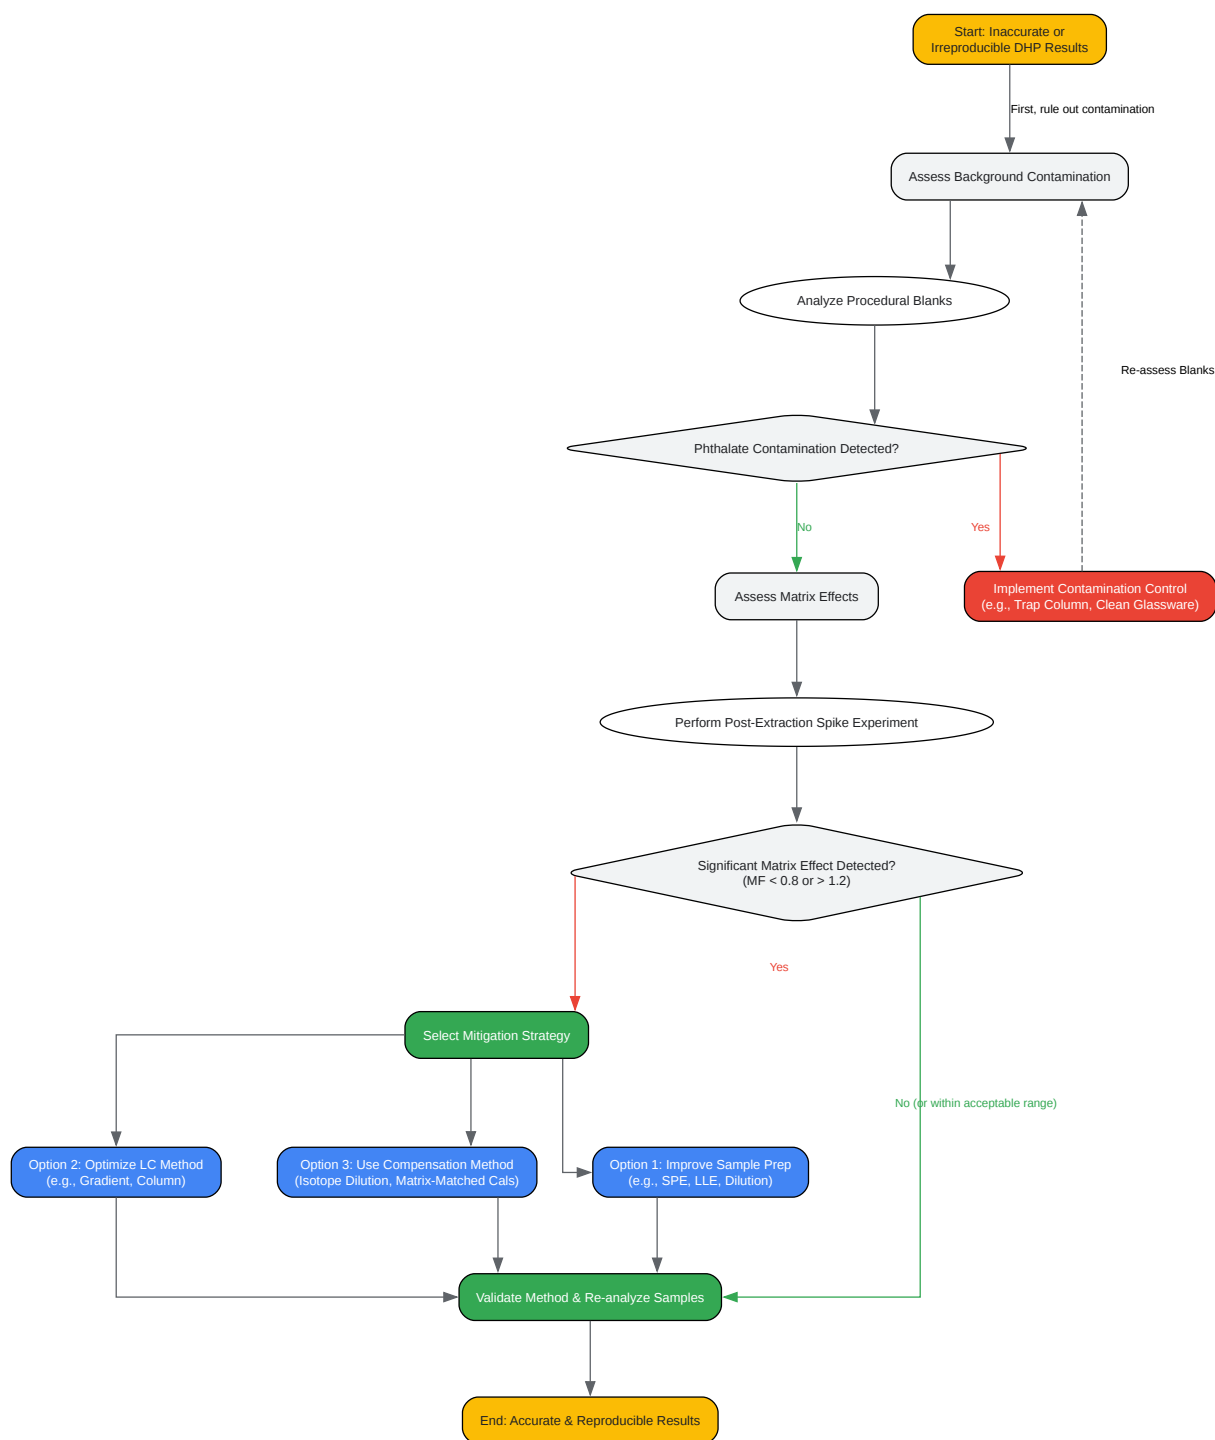 Start: Inaccurate or
Irreproducible DHP Results
First, rule out contamination
Assess Background Contamination
Analyze Procedural Blanks
Re-assess Blanks
Phthalate Contamination Detected?
No
Yes
Assess Matrix Effects
Implement Contamination Control
(e.g., Trap Column, Clean Glassware)
Perform Post-Extraction Spike Experiment
Significant Matrix Effect Detected?
(MF < 0.8 or > 1.2)
Yes
Select Mitigation Strategy
No (or within acceptable range)
Option 2: Optimize LC Method
(e.g., Gradient, Column)
Option 3: Use Compensation Method
(Isotope Dilution, Matrix-Matched Cals)
Option 1: Improve Sample Prep
(e.g., SPE, LLE, Dilution)
Validate Method & Re-analyze Samples
End: Accurate & Reproducible Results